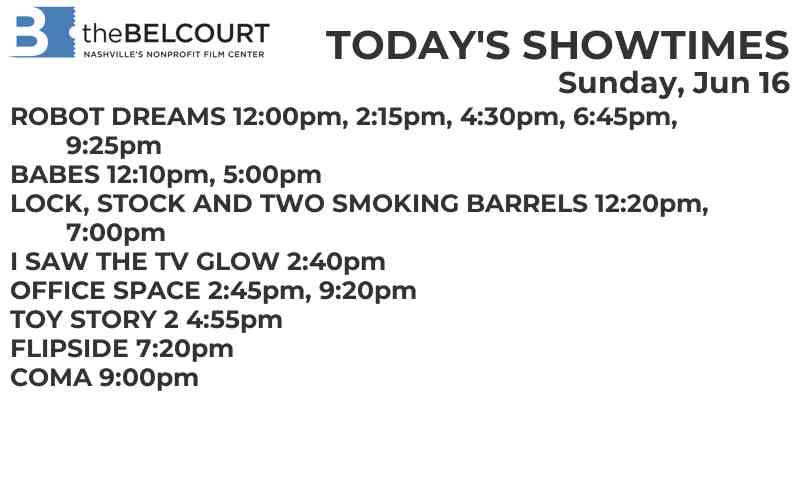 B theBELCOURT
NASHVILLE'S NONPROFIT FILM CENTER
TODAY'S SHOWTIMES
Sunday, Jun 16
ROBOT DREAMS 12:00pm, 2:15pm, 4:30pm, 6:45pm,
9:25pm
BABES 12:10pm, 5:00pm
LOCK, STOCK AND TWO SMOKING BARRELS 12:20pm,
7:00pm
I SAW THE TV GLOW 2:40pm
OFFICE SPACE 2:45pm, 9:20pm
TOY STORY 2 4:55pm
FLIPSIDE 7:20pm
COMA 9:00pm